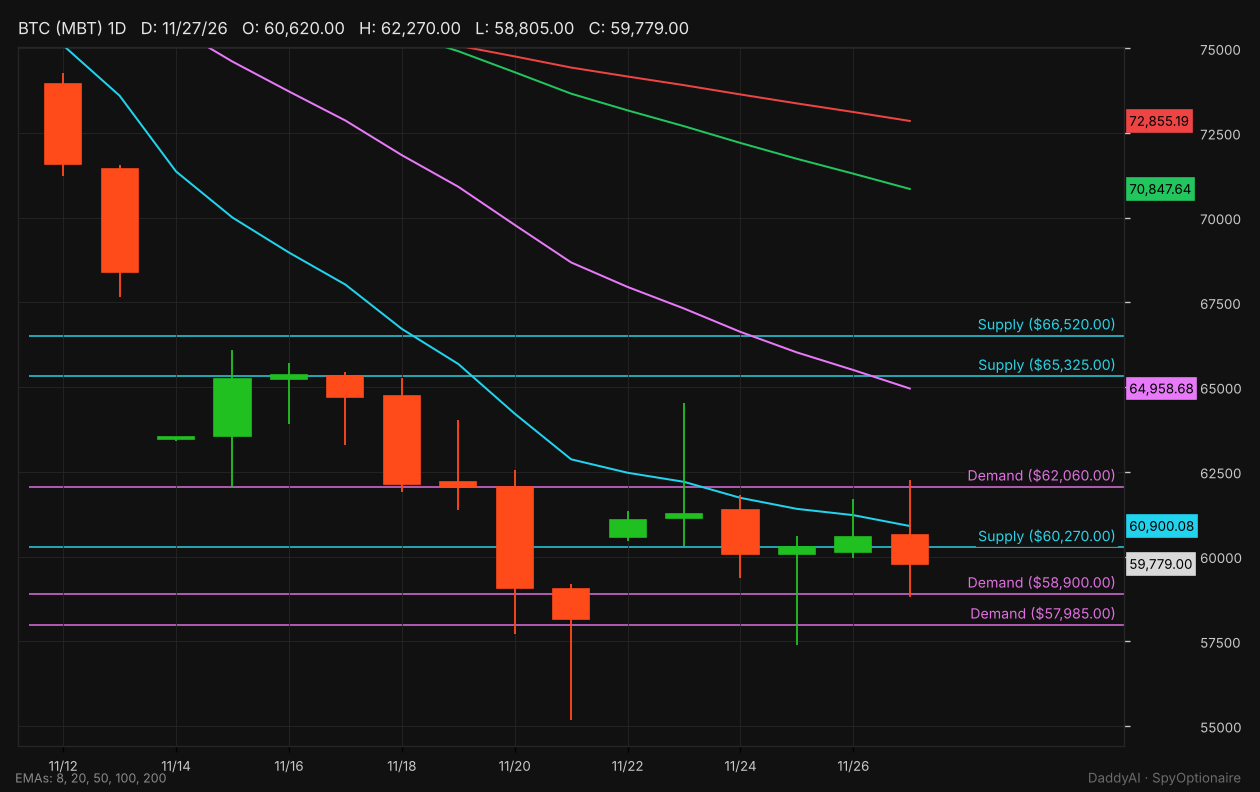 BTC (MBT) 1D D: 11/27/26 O: 60,620.00 H: 62,270.00 L: 58,805.00 C: 59,779.00
75000
72,855.19
72500
70,847.64
70000
67500
Supply ($66,520.00)
Supply ($65,325.00)
64,958.68
65000
Demand ($62,060.00)
62500
60,900.08
Supply ($60,270.00)
60000
59,779.00
Demand ($58,900.00)
Demand ($57,985.00)
57500
55000
11/12 11/14 11/16 11/18 11/20 11/22 11/24 11/26
EMAs: 8, 20, 50, 100, 200
DaddyAI · SpyOptionaire